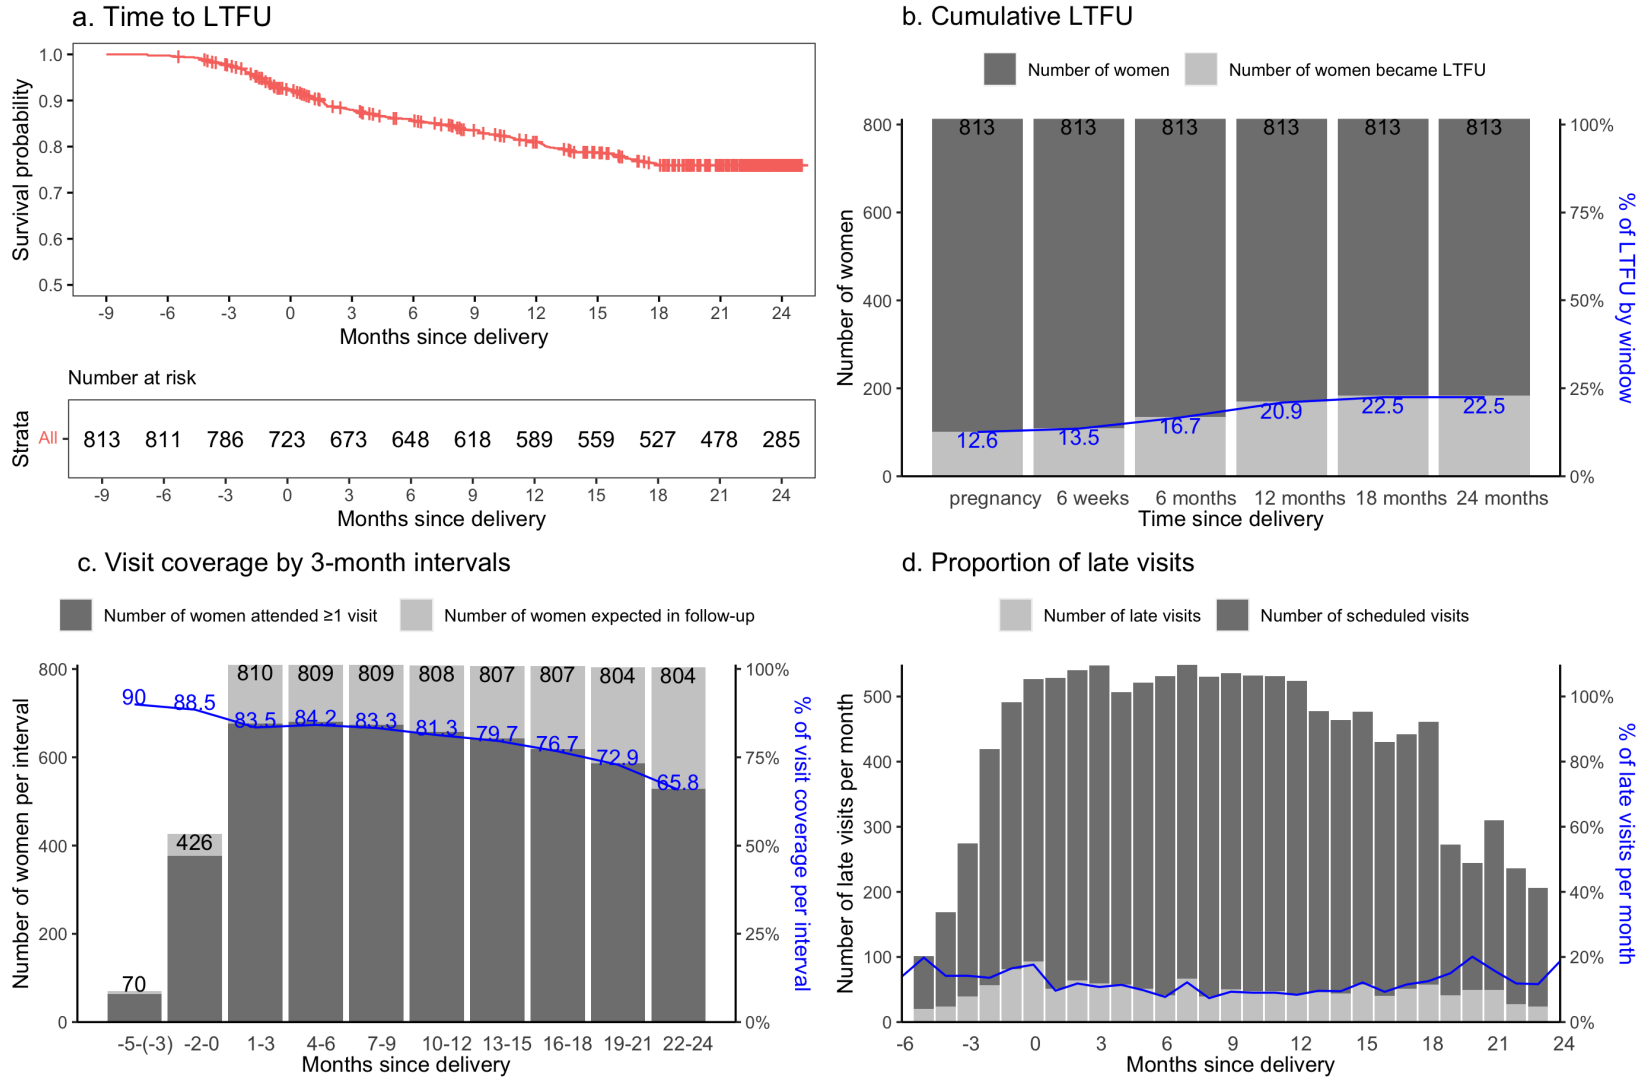 a. Time to LTFU
Survival probability
1.0
0.9
0.8
0.7
0.6
0.5
-9 -6 -3 0 3 6 9 12 15 18 21 24
Months since delivery
Number at risk
Strata
All
813 811 786 723 673 648 618 589 559 527 478 285
-9 -6 -3 0 3 6 9 12 15 18 21 24
Months since delivery
b. Cumulative LTFU
Number of women Number of women became LTFU
Number of women
800
600
400
200
0
813 813 813 813 813 813
12.6 13.5 16.7 20.9 22.5 22.5
100%
75%
50%
25%
0%
% of LTFU by window
pregnancy 6 weeks 6 months 12 months 18 months 24 months
Time since delivery
c. Visit coverage by 3-month intervals
Number of women attended ≥1 visit Number of women expected in follow-up
Number of women per interval
800
600
400
200
0
70 426 810 809 809 808 807 807 804 804
90 88.5 83.5 84.2 83.3 81.3 79.7 76.7 72.9 65.8
100%
75%
50%
25%
0%
% of visit coverage per interval
-5-(-3) -2-0 1-3 4-6 7-9 10-12 13-15 16-18 19-21 22-24
Months since delivery
d. Proportion of late visits
Number of late visits Number of scheduled visits
Number of late visits per month
500
400
300
200
100
0
100%
80%
60%
40%
20%
0%
% of late visits per month
-6 -3 0 3 6 9 12 15 18 21 24
Months since delivery